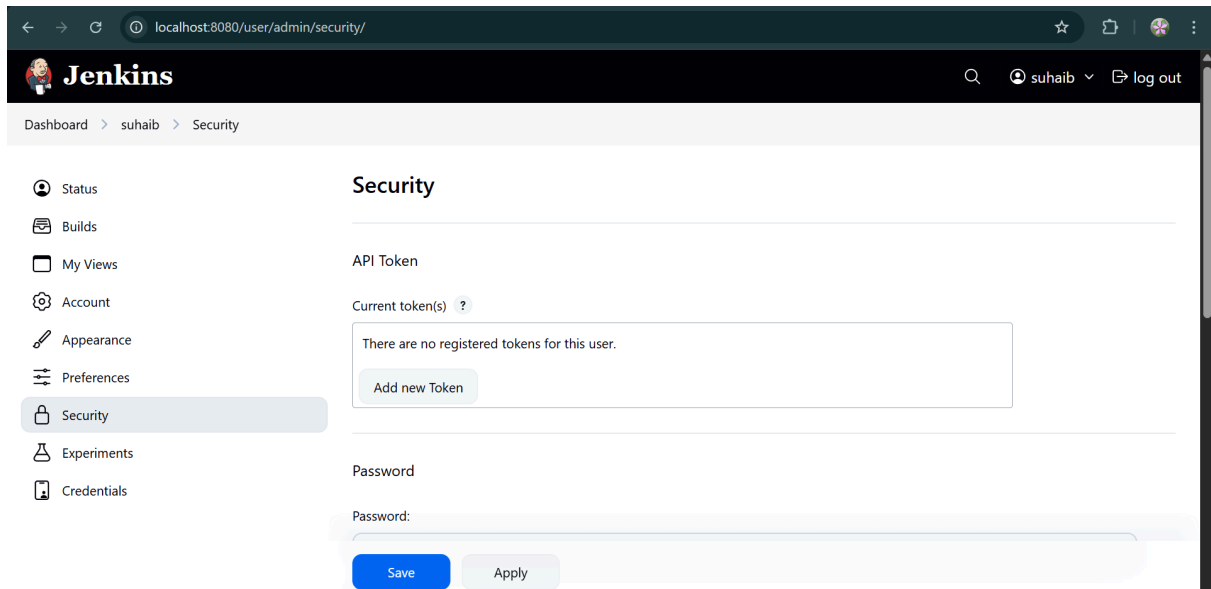 localhost:8080/user/admin/security/
Jenkins
suhaib
log out
Dashboard > suhaib > Security
Status
Builds
My Views
Account
Appearance
Preferences
Security
Experiments
Credentials
Security
API Token
Current token(s) ?
There are no registered tokens for this user.
Add new Token
Password
Password:
Save
Apply